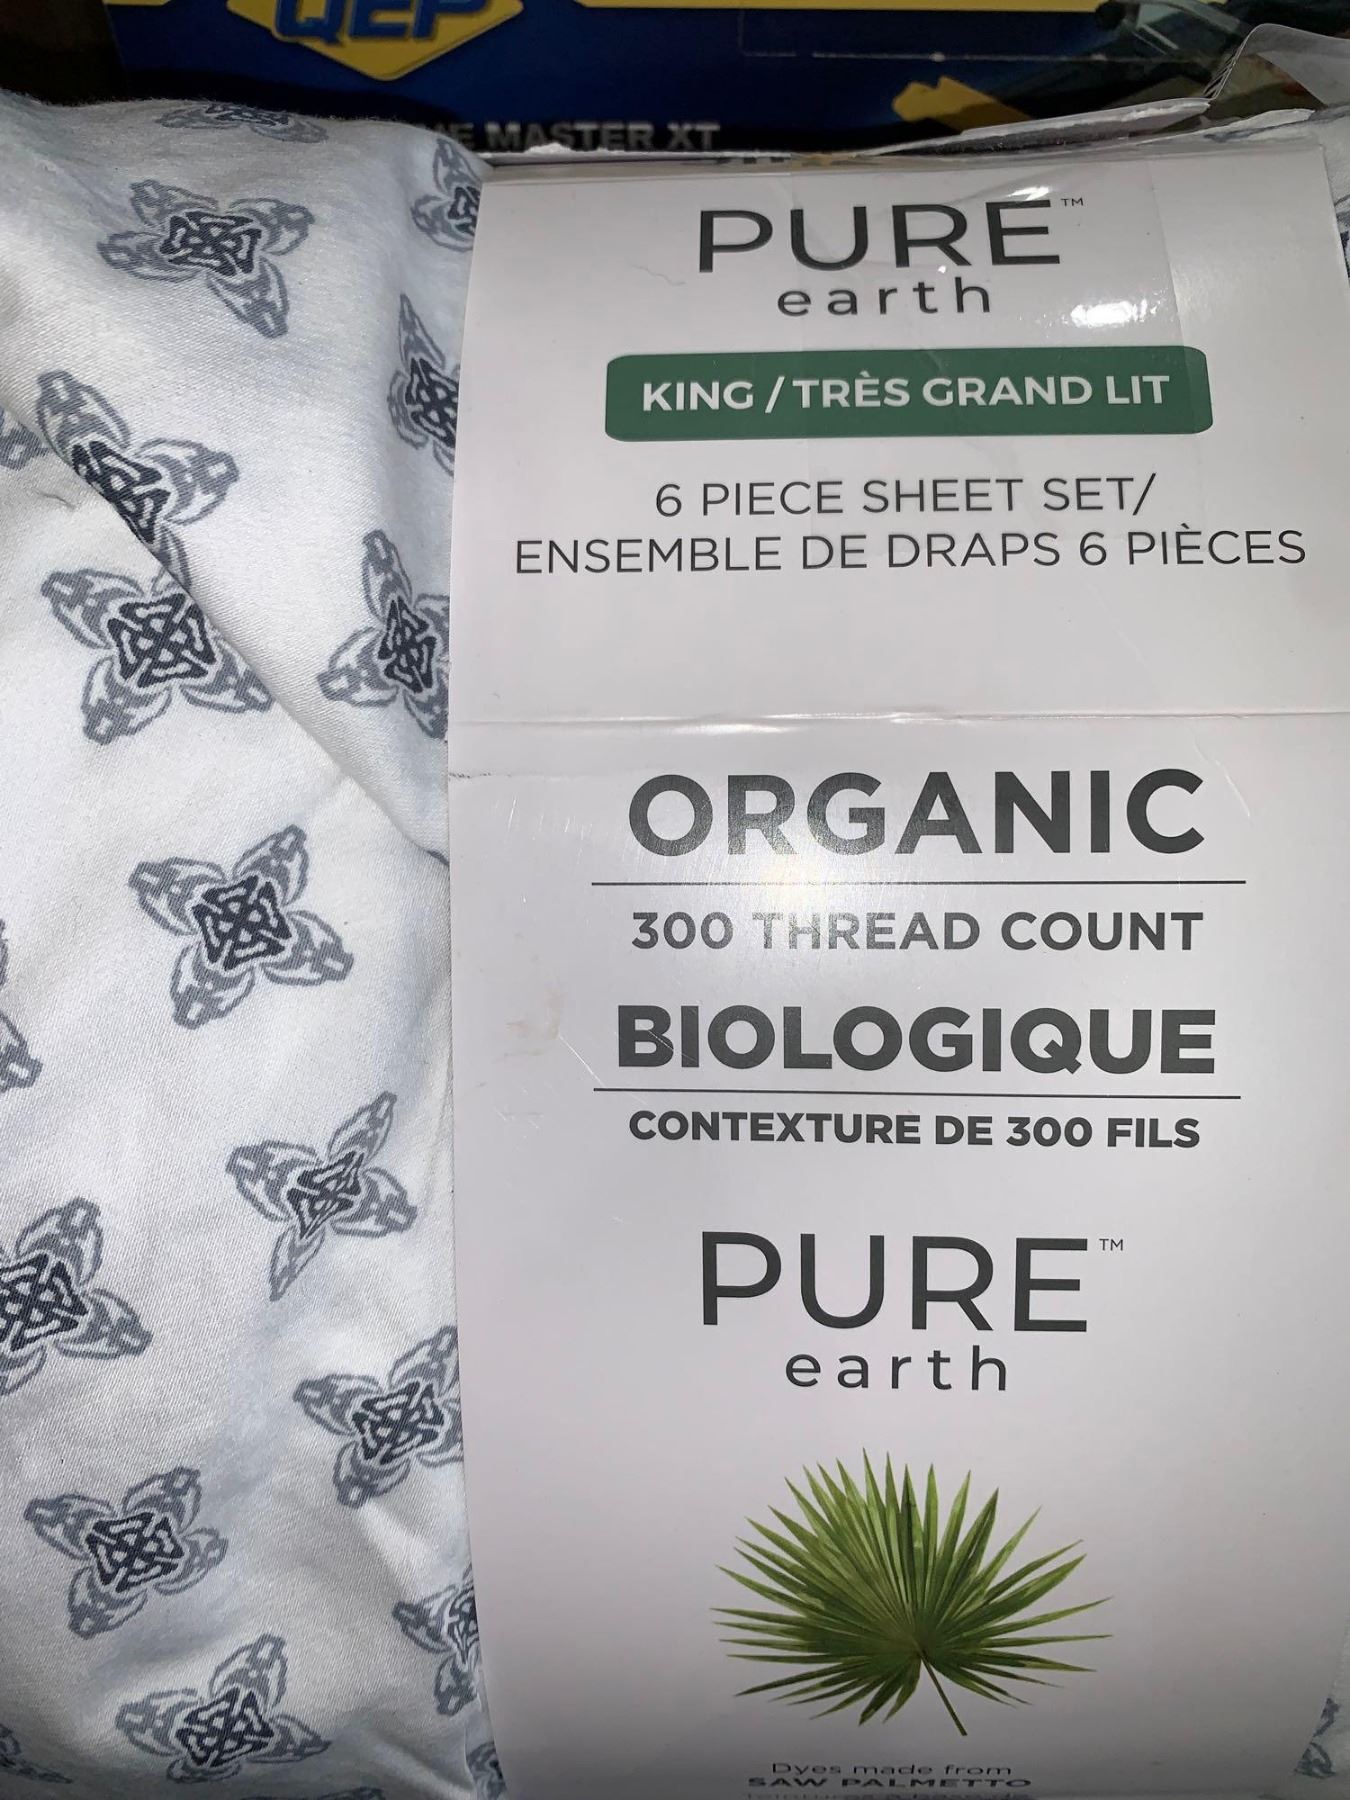 QEP
E MASTER XT
PURE™
earth
KING / TRÈS GRAND LIT
6 PIECE SHEET SET/
ENSEMBLE DE DRAPS 6 PIÈCES
ORGANIC
300 THREAD COUNT
BIOLOGIQUE
CONTEXTURE DE 300 FILS
PURE™
earth
Dyes made from
SAW PALMETTO